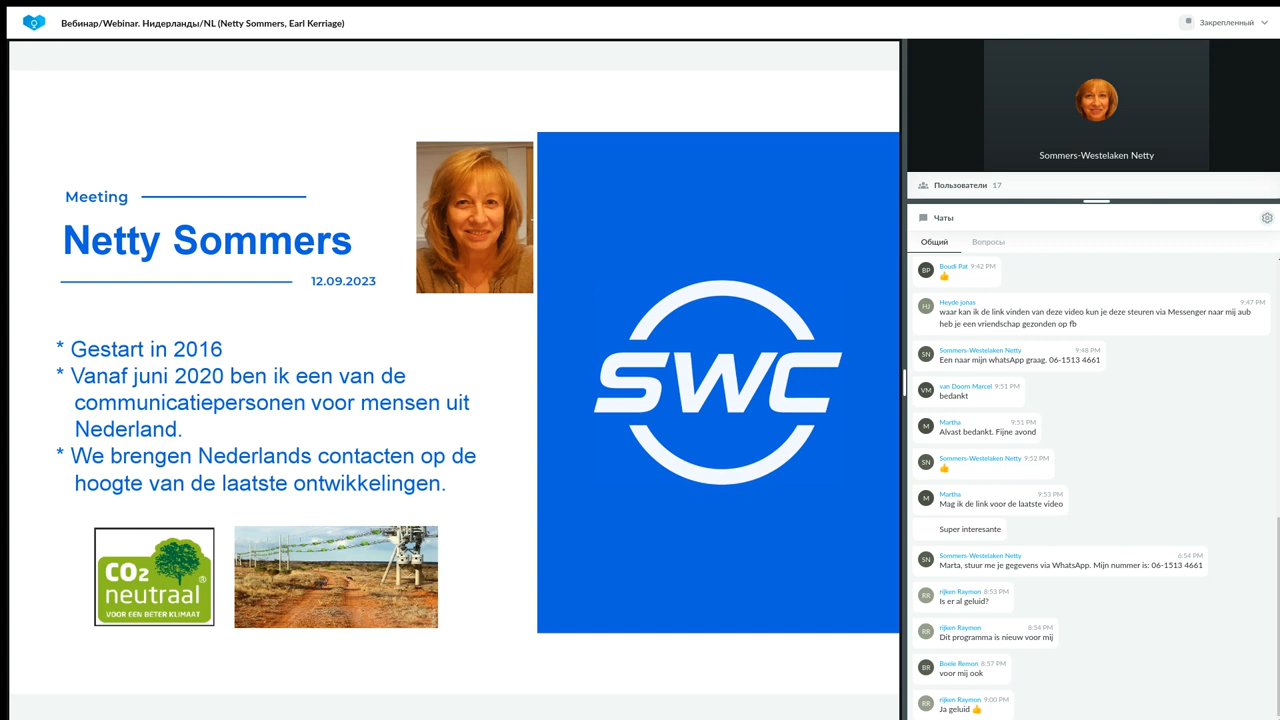 Вебинар/Webinar. Нидерланды/NL (Netty Sommers, Earl Kerriage)
Закрепленный
Meeting
Netty Sommers
12.09.2023
* Gestart in 2016
* Vanaf juni 2020 ben ik een van de
communicatiepersonen voor mensen uit
Nederland.
* We brengen Nederlands contacten op de
hoogte van de laatste ontwikkelingen.
CO2
neutraal®
VOOR EEN BETER KLIMAAT
SWC
Sommers-Westelaken Netty
Пользователи 17
Чаты
Общий Вопросы
BP Boudi Pat 9:42 PM
👍
HJ Heyde jonas 9:47 PM
waar kan ik de link vinden van deze video kun je deze steuren via Messenger naar mij aub
heb je een vriendschap gezonden op fb
SN Sommers-Westelaken Netty 9:48 PM
Een naar mijn whatsApp graag. 06-1513 4661
VM van Doorn Marcel 9:51 PM
bedankt
M Martha 9:51 PM
Alvast bedankt. Fijne avond
SN Sommers-Westelaken Netty 9:52 PM
👍
M Martha 9:53 PM
Mag ik de link voor de laatste video
Super interesante
SN Sommers-Westelaken Netty 6:54 PM
Marta, stuur me je gegevens via WhatsApp. Mijn nummer is: 06-1513 4661
RR rijken Raymon 8:53 PM
Is er al geluid?
RR rijken Raymon 8:54 PM
Dit programma is nieuw voor mij
BR Boele Remon 8:57 PM
voor mij ook
RR rijken Raymon 9:00 PM
Ja geluid 👍